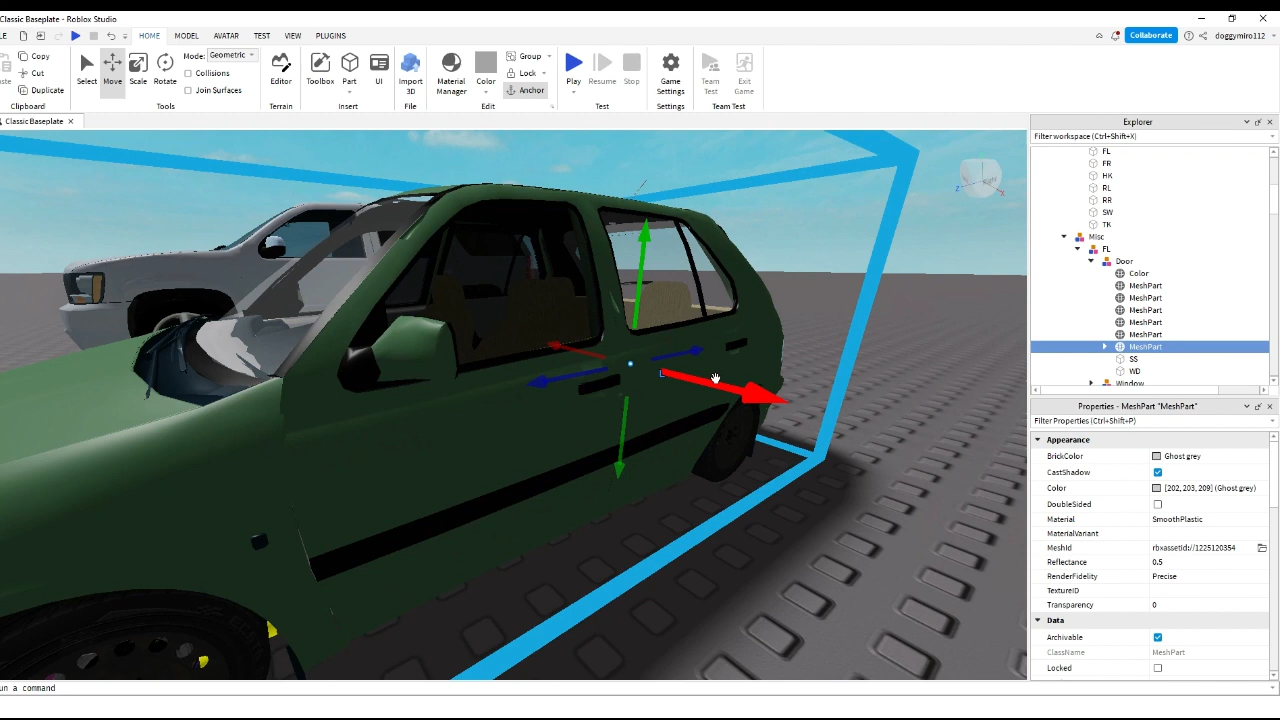 Classic Baseplate - Roblox Studio
HOME MODEL AVATAR TEST VIEW PLUGINS
Collaborate
doggymiro112
Copy
Cut
Duplicate
Clipboard
Select Move Scale Rotate
Mode: Geometric
Collisions
Join Surfaces
Tools
Editor
Terrain
Toolbox Part UI
Insert
Import
3D
File
Material
Manager
Color
Group
Lock
Anchor
Edit
Play Resume Stop
Test
Game
Settings
Settings
Team
Test
Exit
Game
Team Test
Classic Baseplate
Explorer
Filter workspace (Ctrl+Shift+X)
FL
FR
HK
RL
RR
SW
TK
Misc
FL
Door
Color
MeshPart
MeshPart
MeshPart
MeshPart
MeshPart
MeshPart
SS
WD
Window
Properties - MeshPart "MeshPart"
Filter Properties (Ctrl+Shift+P)
Appearance
BrickColor Ghost grey
CastShadow
Color [202, 203, 209] (Ghost grey)
DoubleSided
Material SmoothPlastic
MaterialVariant
MeshId rbxassetid://1225120354
Reflectance 0.5
RenderFidelity Precise
TextureID
Transparency 0
Data
Archivable
ClassName MeshPart
Locked
un a command